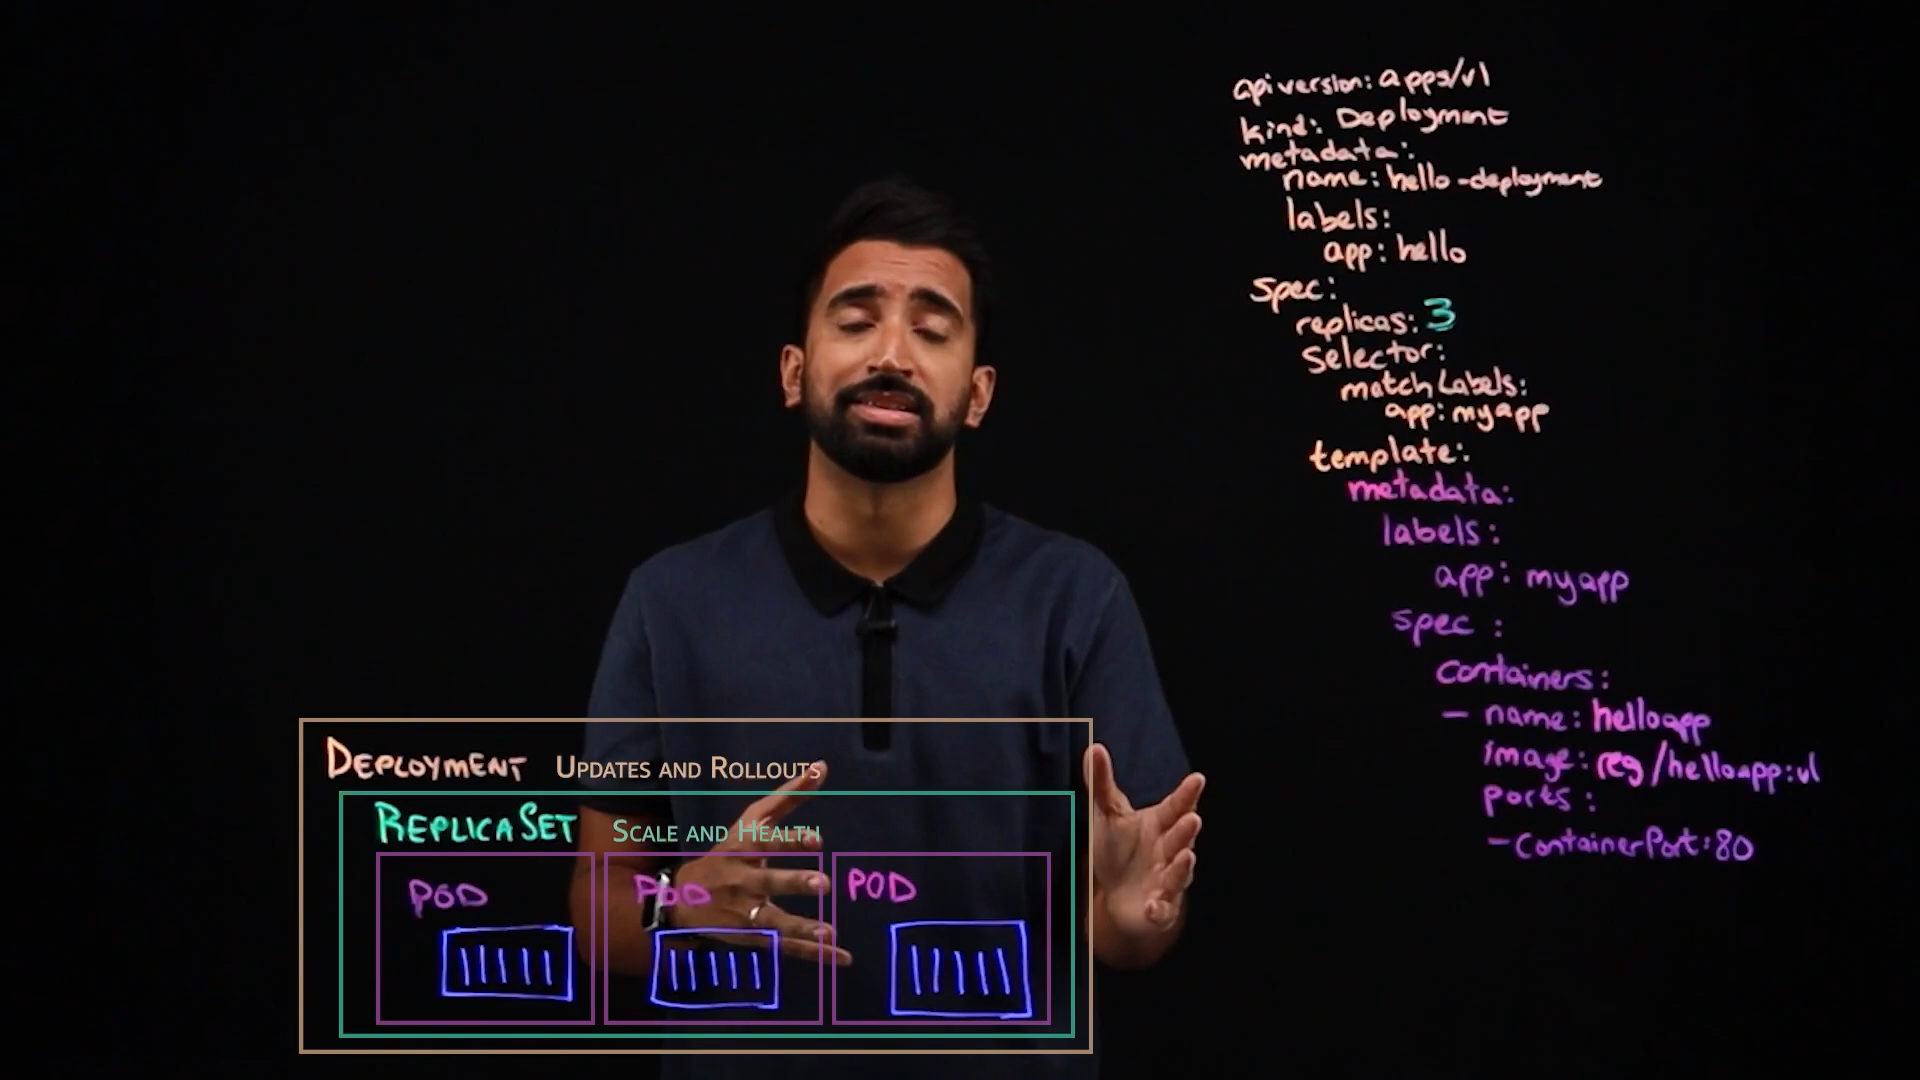 apiversion: apps/v1
kind: Deployment
metadata:
name: hello-deployment
labels:
app: hello
spec:
replicas: 3
selector:
matchLabels:
app: myapp
template:
metadata:
labels:
app: myapp
spec:
containers:
- name: helloapp
image: reg/helloapp:v1
ports:
- ContainerPort: 80
DEPLOYMENT UPDATES AND ROLLOUTS
REPLICASET SCALE AND HEALTH
POD POD POD